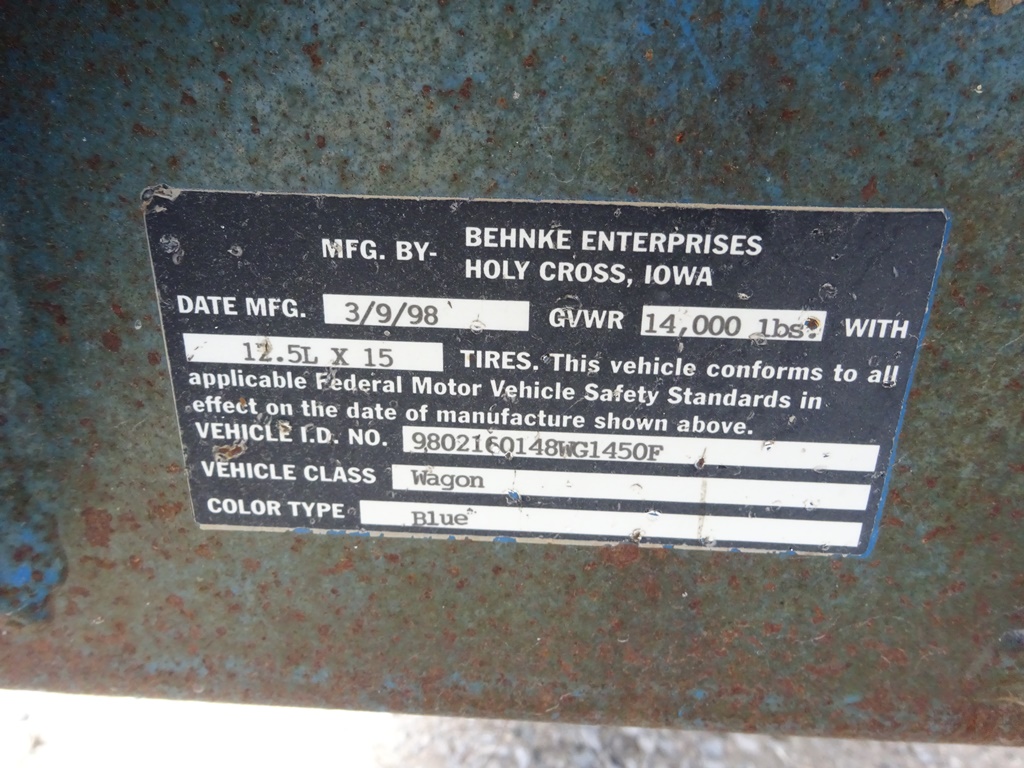 MFG. BY- BEHNKE ENTERPRISES
HOLY CROSS, IOWA
DATE MFG. 3/9/98 GVWR 14,000 lbs. WITH
12.5L X 15 TIRES. This vehicle conforms to all
applicable Federal Motor Vehicle Safety Standards in
effect on the date of manufacture shown above.
VEHICLE I.D. NO. 9802160148WG1450F
VEHICLE CLASS Wagon
COLOR TYPE Blue